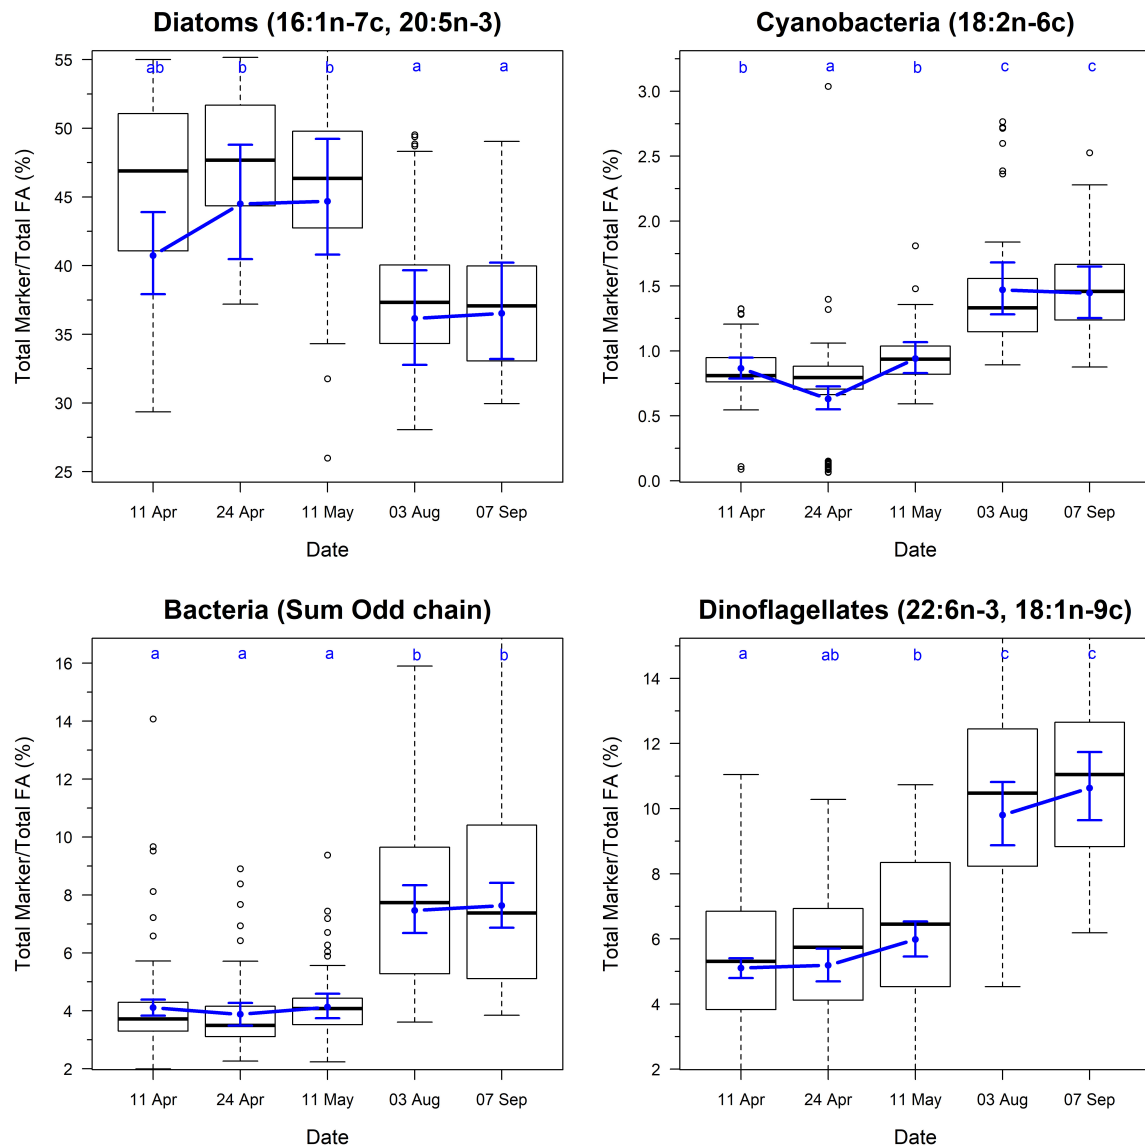 Diatoms (16:1n-7c, 20:5n-3)
Total Marker/Total FA (%)
55
50
45
40
35
30
25
ab b b a a
11 Apr 24 Apr 11 May 03 Aug 07 Sep
Date
Cyanobacteria (18:2n-6c)
Total Marker/Total FA (%)
3.0
2.5
2.0
1.5
1.0
0.5
0.0
b a b c c
11 Apr 24 Apr 11 May 03 Aug 07 Sep
Date
Bacteria (Sum Odd chain)
Total Marker/Total FA (%)
16
14
12
10
8
6
4
2
a a a b b
11 Apr 24 Apr 11 May 03 Aug 07 Sep
Date
Dinoflagellates (22:6n-3, 18:1n-9c)
Total Marker/Total FA (%)
14
12
10
8
6
4
2
a ab b c c
11 Apr 24 Apr 11 May 03 Aug 07 Sep
Date